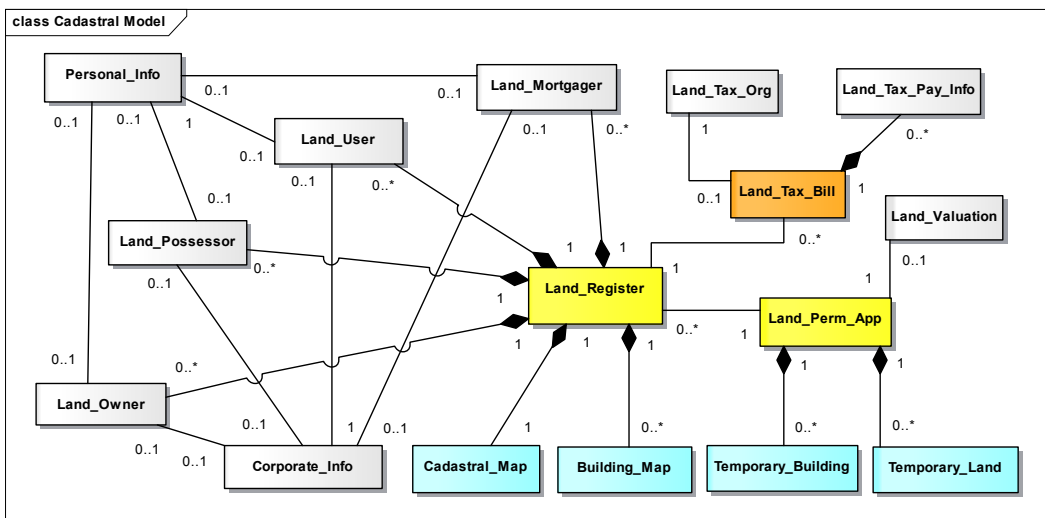 class Cadastral Model
Personal_Info
Land_Mortgager
Land_Tax_Org
Land_Tax_Pay_Info
0..1
0..1
0..1
0..1
1
0..1
0..*
1
0..*
Land_User
0..1
0..1
0..*
Land_Tax_Bill
0..1
1
Land_Possessor
0..1
0..*
0..1
Land_Valuation
0..*
0..1
1
1
1
1
1
Land_Register
Land_Perm_App
0..*
1
1
1
1
1
1
0..1
0..*
Land_Owner
0..1
0..1
0..1
1
0..1
1
0..*
0..*
0..*
Corporate_Info
Cadastral_Map
Building_Map
Temporary_Building
Temporary_Land